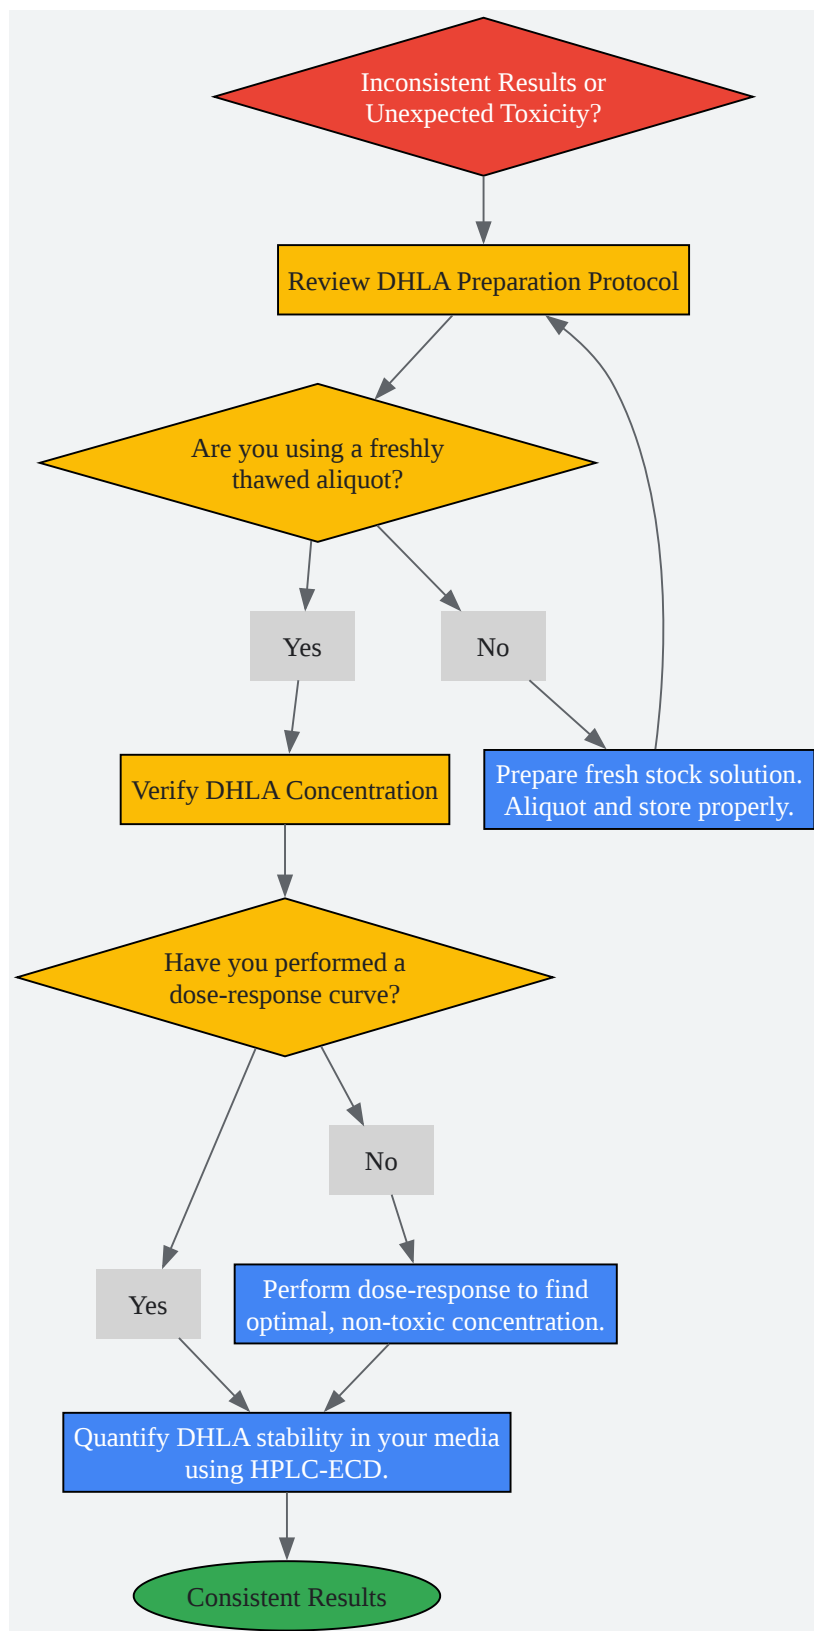 Inconsistent Results or
Unexpected Toxicity?
Review DHLA Preparation Protocol
Are you using a freshly
thawed aliquot?
Yes
No
Verify DHLA Concentration
Prepare fresh stock solution.
Aliquot and store properly.
Have you performed a
dose-response curve?
No
Yes
Perform dose-response to find
optimal, non-toxic concentration.
Quantify DHLA stability in your media
using HPLC-ECD.
Consistent Results